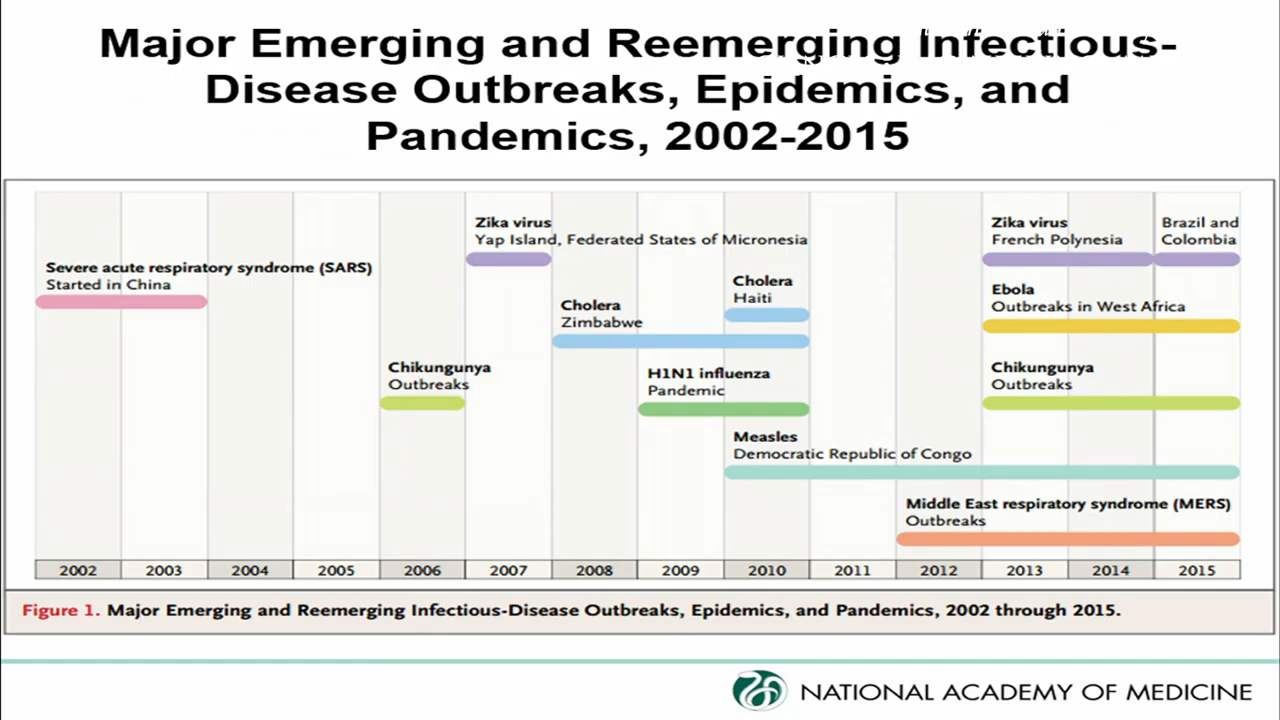 Major Emerging and Reemerging Infectious-
Disease Outbreaks, Epidemics, and
Pandemics, 2002-2015
Zika virus
Yap Island, Federated States of Micronesia
Zika virus
French Polynesia
Brazil and
Colombia
Severe acute respiratory syndrome (SARS)
Started in China
Cholera
Haiti
Ebola
Outbreaks in West Africa
Cholera
Zimbabwe
Chikungunya
Outbreaks
H1N1 influenza
Pandemic
Chikungunya
Outbreaks
Measles
Democratic Republic of Congo
Middle East respiratory syndrome (MERS)
Outbreaks
2002 2003 2004 2005 2006 2007 2008 2009 2010 2011 2012 2013 2014 2015
Figure 1. Major Emerging and Reemerging Infectious-Disease Outbreaks, Epidemics, and Pandemics, 2002 through 2015.
NATIONAL ACADEMY OF MEDICINE